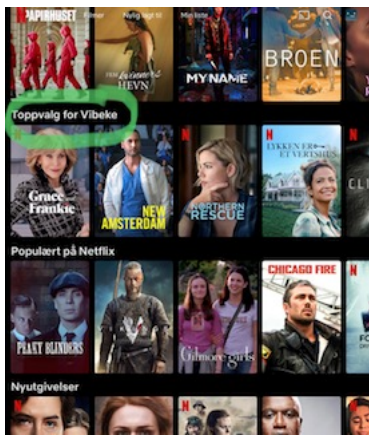 PAPIRHUSET Filmer Nylig lagt til Min liste
HEVN
MY NAME
BROEN
Toppvalg for Vibeke
Grace and Frankie
NEW
AMSTERDAM
NORTHERN
RESCUE
LYKKEN ER
ET VERTSHUS
Populært på Netflix
PEAKY BLINDERS
VIKINGS
Gilmore girls
CHICAGO FIRE
Nyutgivelser